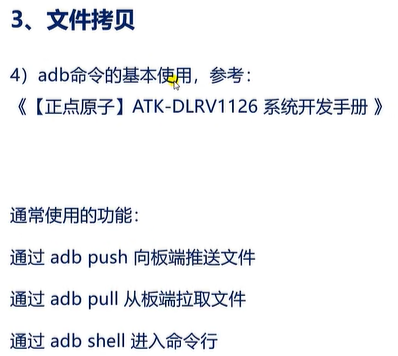 3、文件拷贝
4）adb命令的基本使用，参考：
《【正点原子】ATK-DLRV1126 系统开发手册 》
通常使用的功能：
通过 adb push 向板端推送文件
通过 adb pull 从板端拉取文件
通过 adb shell 进入命令行